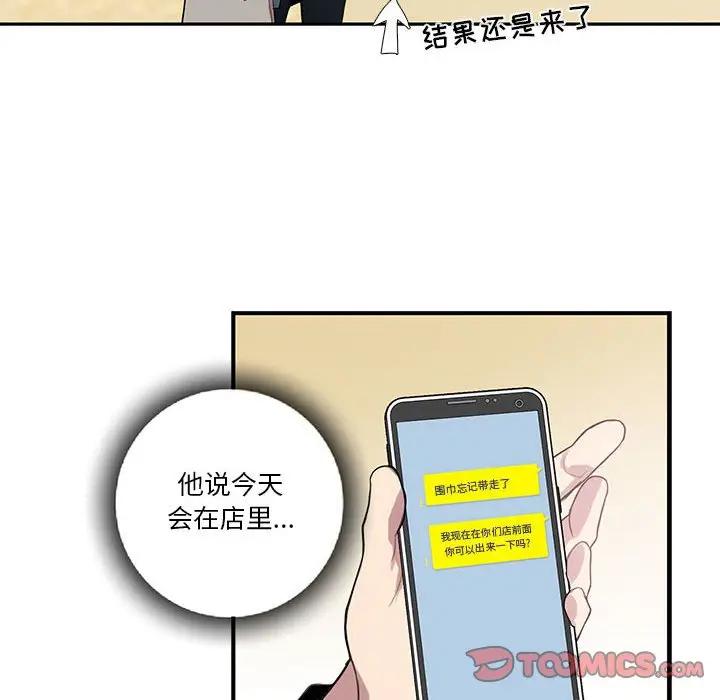 结果还是来了
围巾忘记带走了
我现在在你们店前面
你可以出来一下吗?
他说今天
会在店里...
TOOMICS.COM